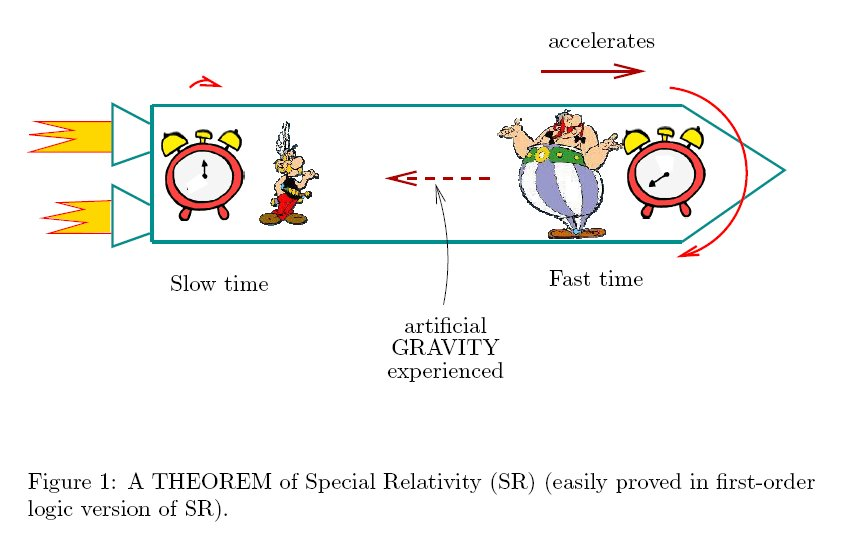 accelerates
Slow time
Fast time
artificial
GRAVITY
experienced
Figure 1: A THEOREM of Special Relativity (SR) (easily proved in first-order
logic version of SR).